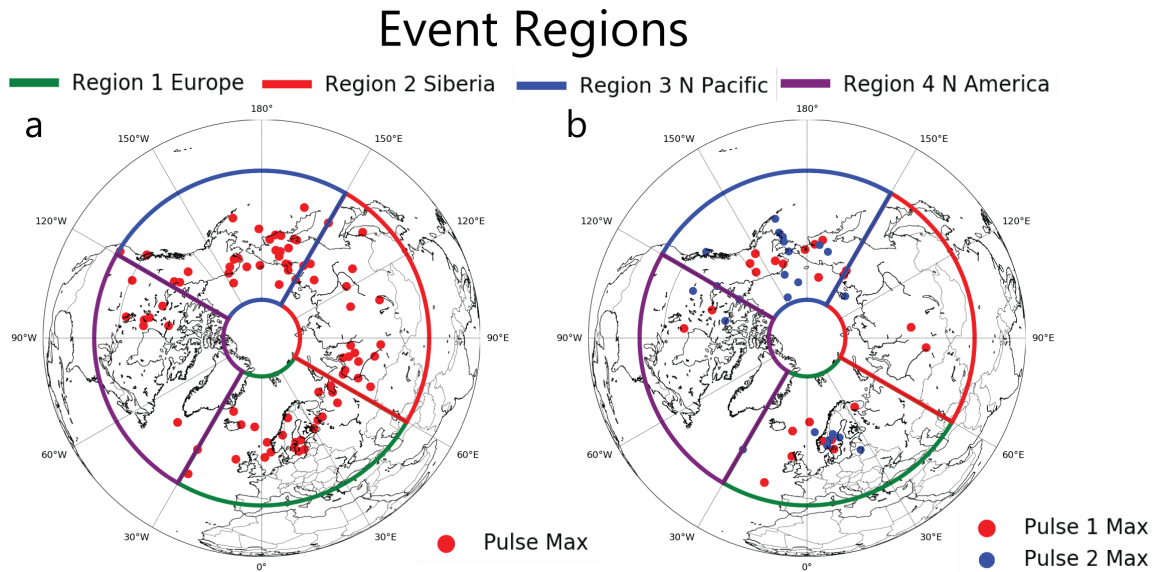 Event Regions
Region 1 Europe Region 2 Siberia Region 3 N Pacific Region 4 N America
a
180°
150°W 150°E
120°W 120°E
90°W 90°E
60°W 60°E
30°W 30°E
0°
Pulse Max
b
180°
150°W 150°E
120°W 120°E
90°W 90°E
60°W 60°E
30°W 30°E
0°
Pulse 1 Max
Pulse 2 Max